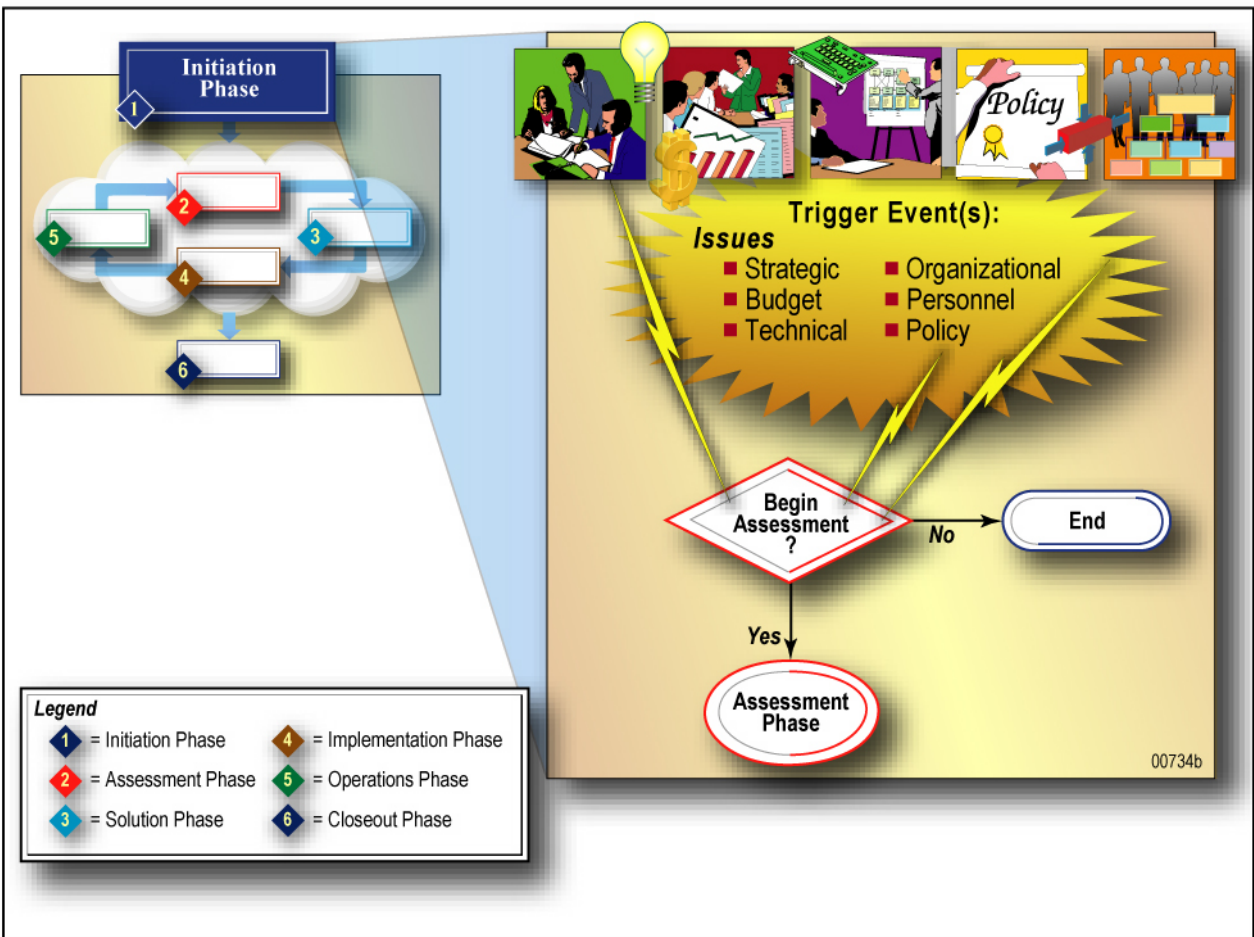 Initiation
Phase
1
2
3
4
5
6
Policy
Trigger Event(s):
Issues
Strategic
Budget
Technical
Organizational
Personnel
Policy
Begin
Assessment
?
No
End
Yes
Assessment
Phase
00734b
Legend
1 = Initiation Phase
2 = Assessment Phase
3 = Solution Phase
4 = Implementation Phase
5 = Operations Phase
6 = Closeout Phase